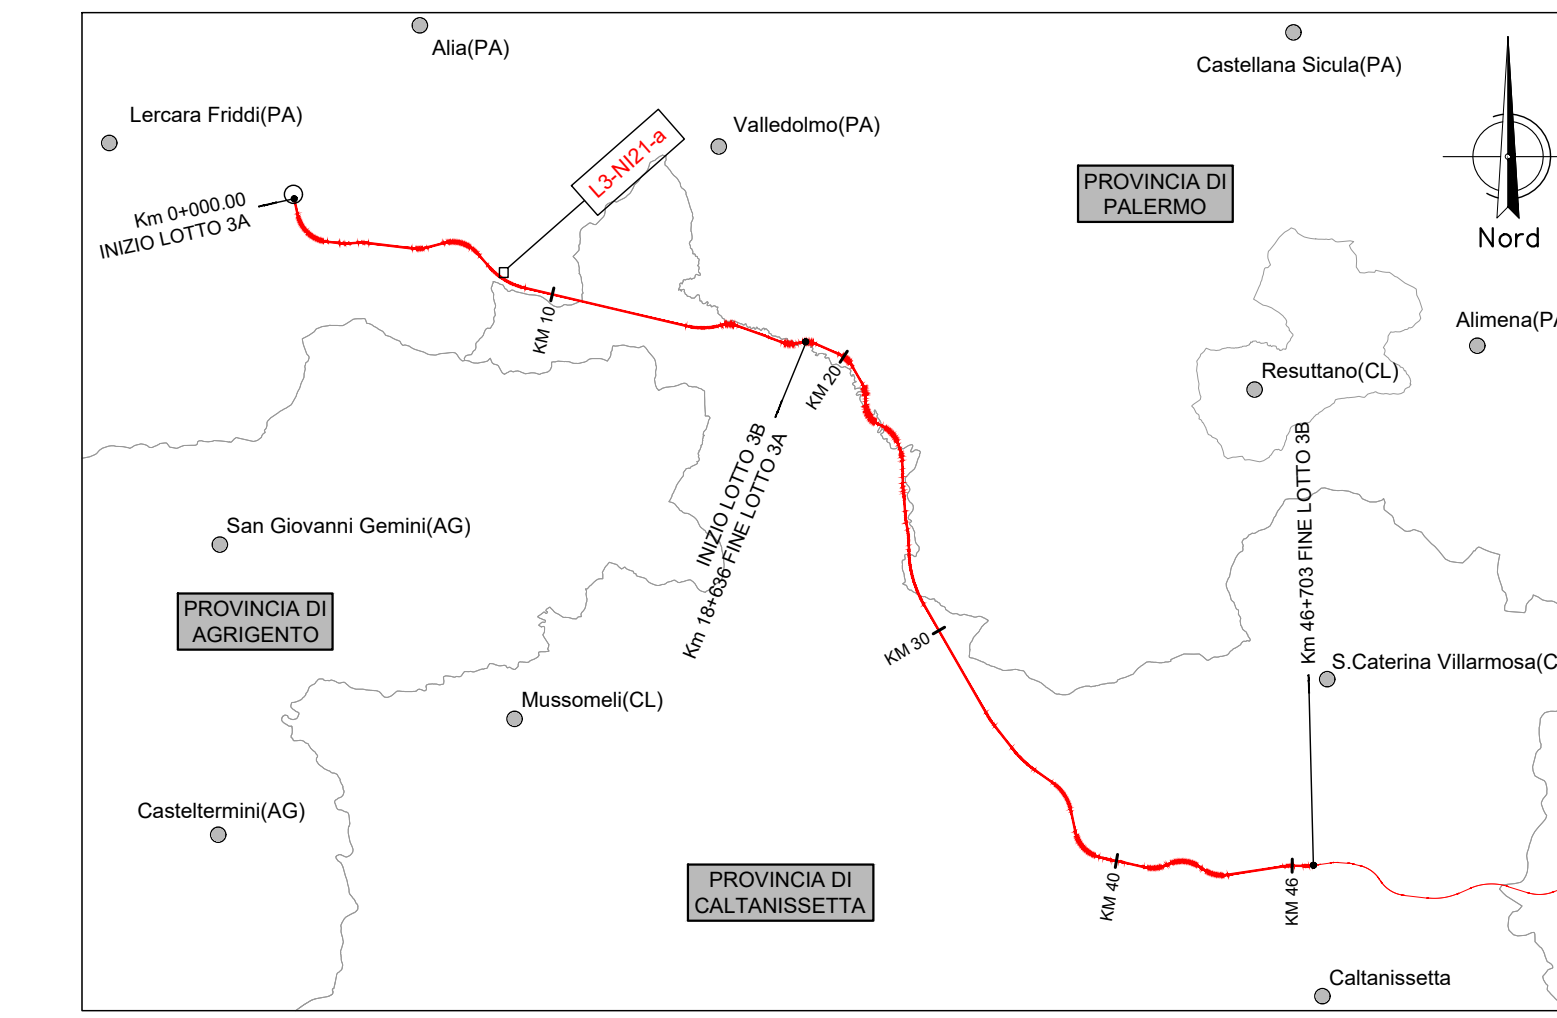 Alia(PA)
Castellana Sicula(PA)
Lercara Friddi(PA)
Valledolmo(PA)
L3-NI21-a
PROVINCIA DI
PALERMO
Km 0+000.00
INIZIO LOTTO 3A
Nord
KM 10
Alimena(PA
KM 20
Resuttano(CL)
INIZIO LOTTO 3B
Km 18+636 FINE LOTTO 3A
Km 46+703 FINE LOTTO 3B
San Giovanni Gemini(AG)
PROVINCIA DI
AGRIGENTO
KM 30
S.Caterina Villarmosa(C
Mussomeli(CL)
Casteltermini(AG)
PROVINCIA DI
CALTANISSETTA
KM 40
KM 46
Caltanissetta